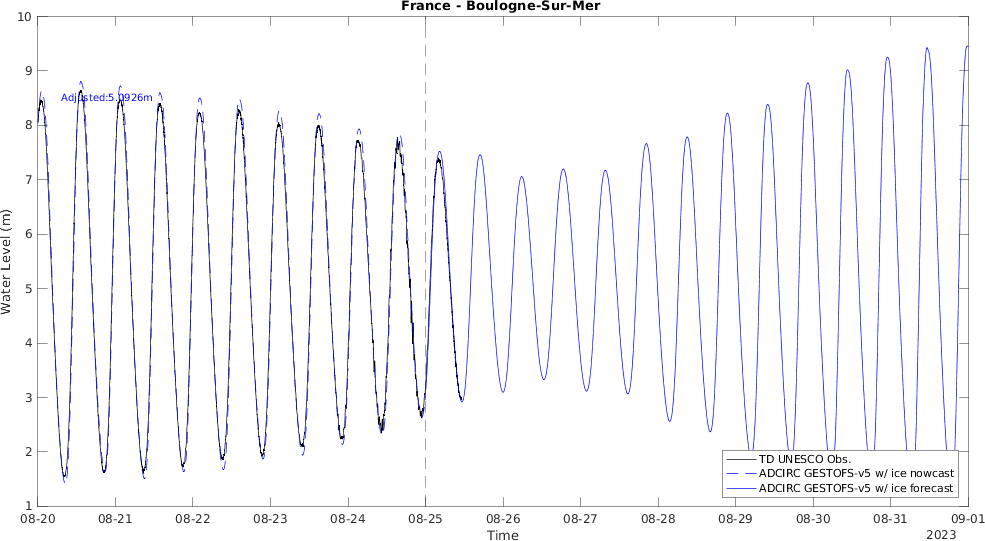 France - Boulogne-Sur-Mer
10
9
8
7
6
5
4
3
2
1
Water Level (m)
Adjusted:5.0926m
TD UNESCO Obs.
ADCIRC GESTOFS-v5 w/ ice nowcast
ADCIRC GESTOFS-v5 w/ ice forecast
08-20 08-21 08-22 08-23 08-24 08-25 08-26 08-27 08-28 08-29 08-30 08-31 09-01
Time
2023